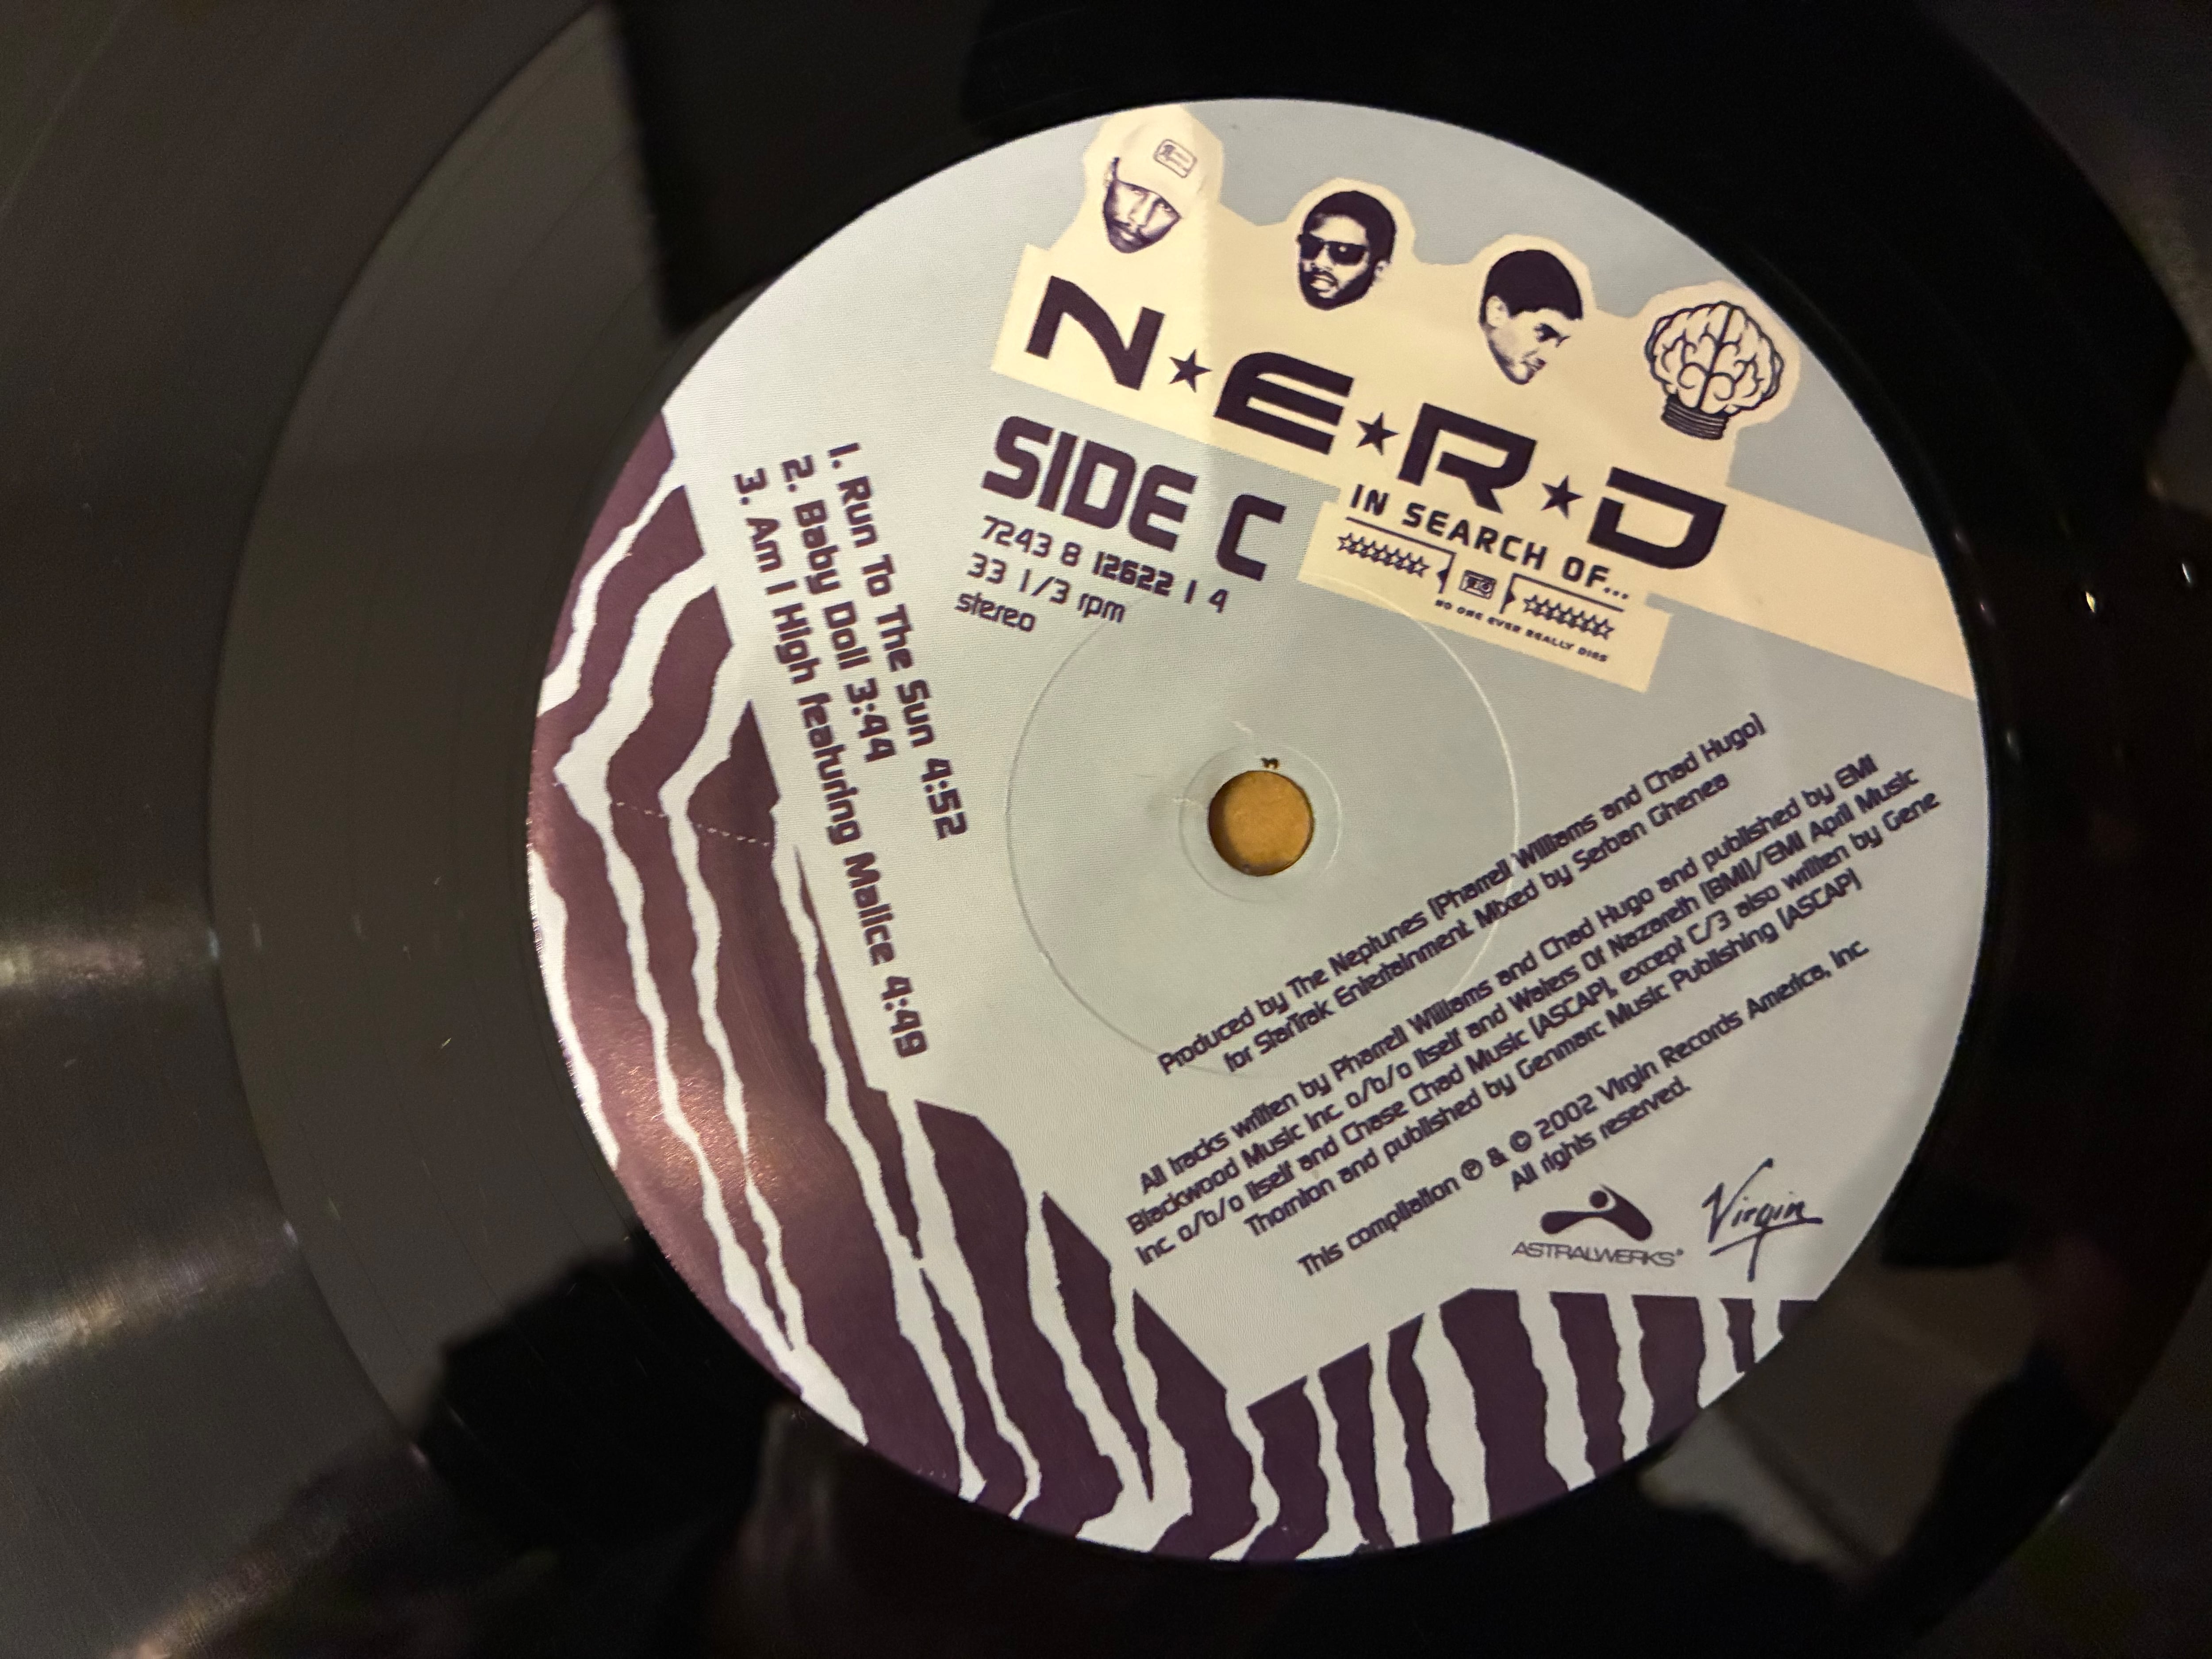 N★E★R★D
IN SEARCH OF...
NO ONE EVER REALLY DIES
SIDE C
7243 8 12622 1 4
33 1/3 rpm
stereo
1. Run To The Sun 4:52
2. Baby Doll 3:44
3. Am I High featuring Malice 4:49
Produced by The Neptunes (Pharrell Williams and Chad Hugo)
for StarTrak Entertainment. Mixed by Serban Ghenea
All tracks written by Pharrell Williams and Chad Hugo and published by EMI
Blackwood Music Inc. o/b/o itself and Waters Of Nazareth (BMI)/EMI April Music
Inc. o/b/o itself and Chase Chad Music (ASCAP), except C/3 also written by Gene
Thornton and published by Genmarc Music Publishing (ASCAP)
This compilation ℗ & © 2002 Virgin Records America, Inc.
All rights reserved.
ASTRALWERKS®
Virgin